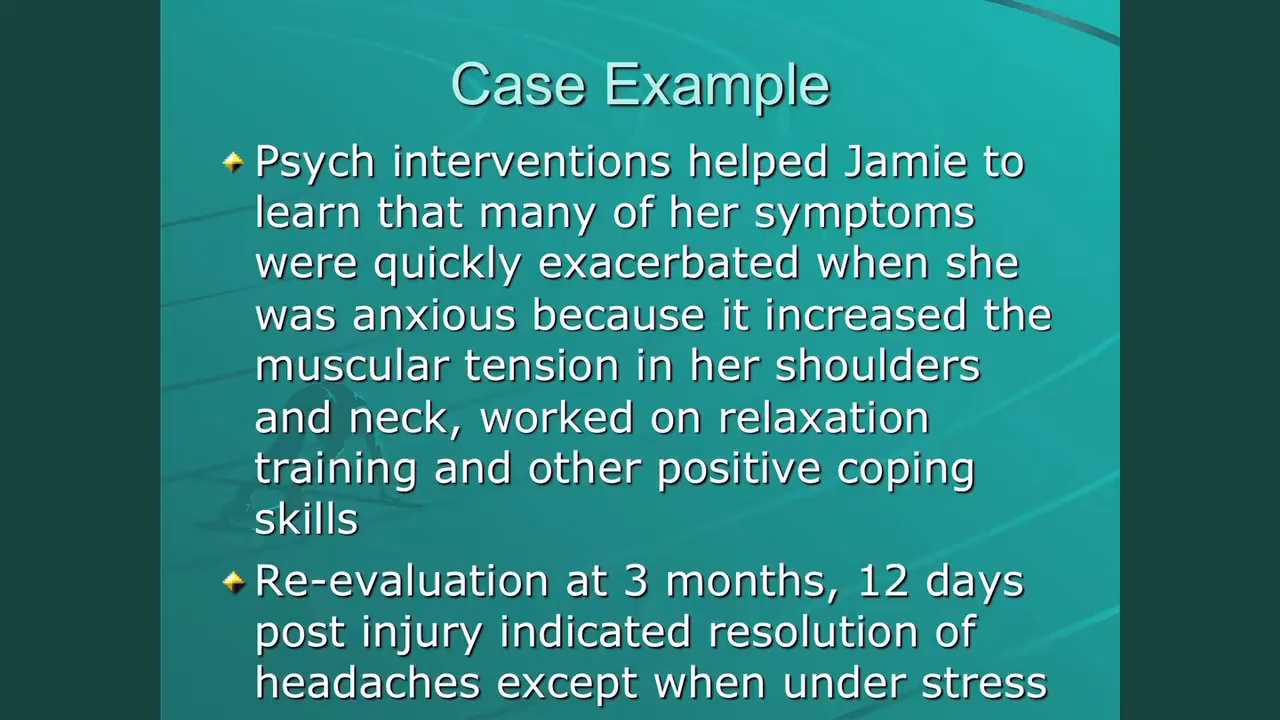 Case Example
Psych interventions helped Jamie to
learn that many of her symptoms
were quickly exacerbated when she
was anxious because it increased the
muscular tension in her shoulders
and neck, worked on relaxation
training and other positive coping
skills
Re-evaluation at 3 months, 12 days
post injury indicated resolution of
headaches except when under stress